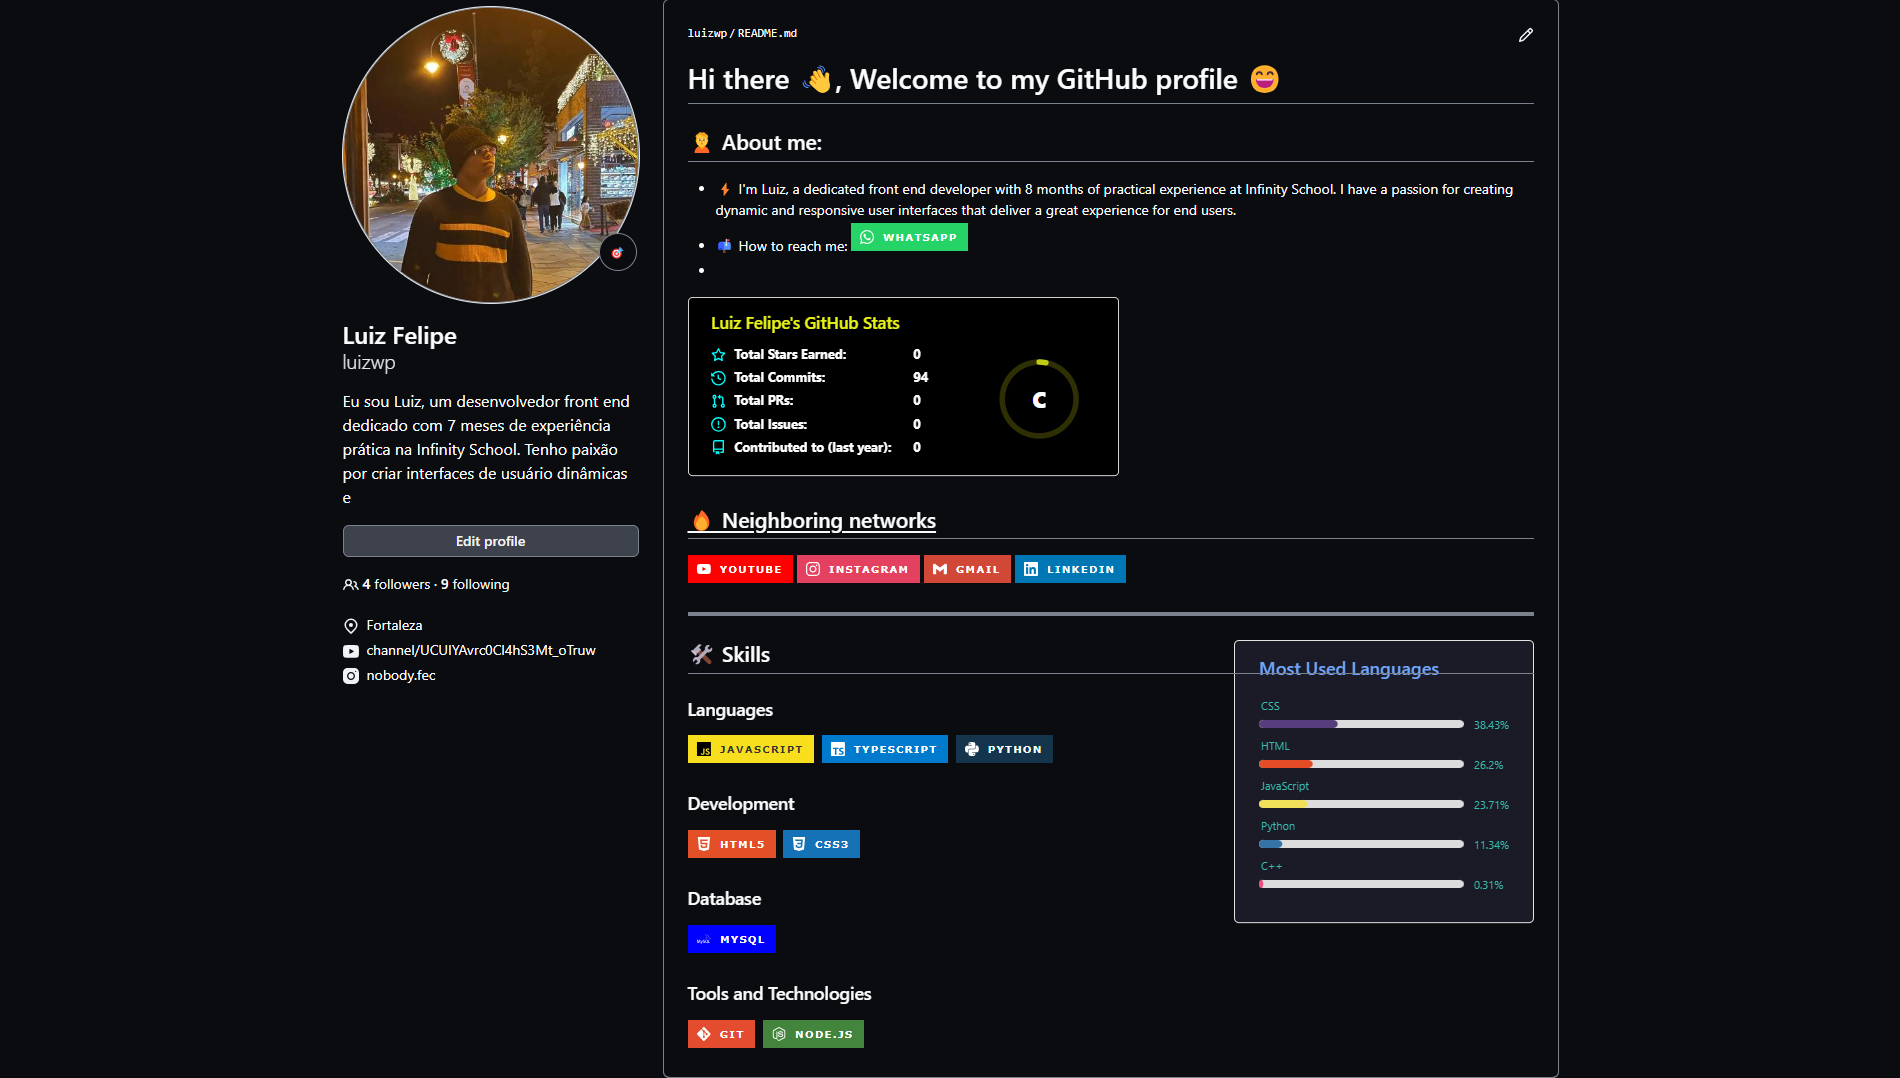 Luiz Felipe
luizwp
Eu sou Luiz, um desenvolvedor front end
dedicado com 7 meses de experiência
prática na Infinity School. Tenho paixão
por criar interfaces de usuário dinâmicas
e
Edit profile
4 followers · 9 following
Fortaleza
channel/UCUIYAvrc0Cl4hS3Mt_oTruw
nobody.fec
luizwp/README.md
Hi there 👋, Welcome to my GitHub profile 😄
About me:
⚡ I'm Luiz, a dedicated front end developer with 8 months of practical experience at Infinity School. I have a passion for creating
dynamic and responsive user interfaces that deliver a great experience for end users.
📫 How to reach me: WHATSAPP
Luiz Felipe's GitHub Stats
Total Stars Earned: 0
Total Commits: 94
Total PRs: 0
Total Issues: 0
Contributed to (last year): 0
C
🔥 Neighboring networks
YOUTUBE INSTAGRAM GMAIL LINKEDIN
🛠 Skills
Languages
JS JAVASCRIPT TS TYPESCRIPT PYTHON
Development
HTML5 CSS3
Database
MySQL MYSQL
Tools and Technologies
GIT NODE.JS
Most Used Languages
CSS
38.43%
HTML
26.2%
JavaScript
23.71%
Python
11.34%
C++
0.31%